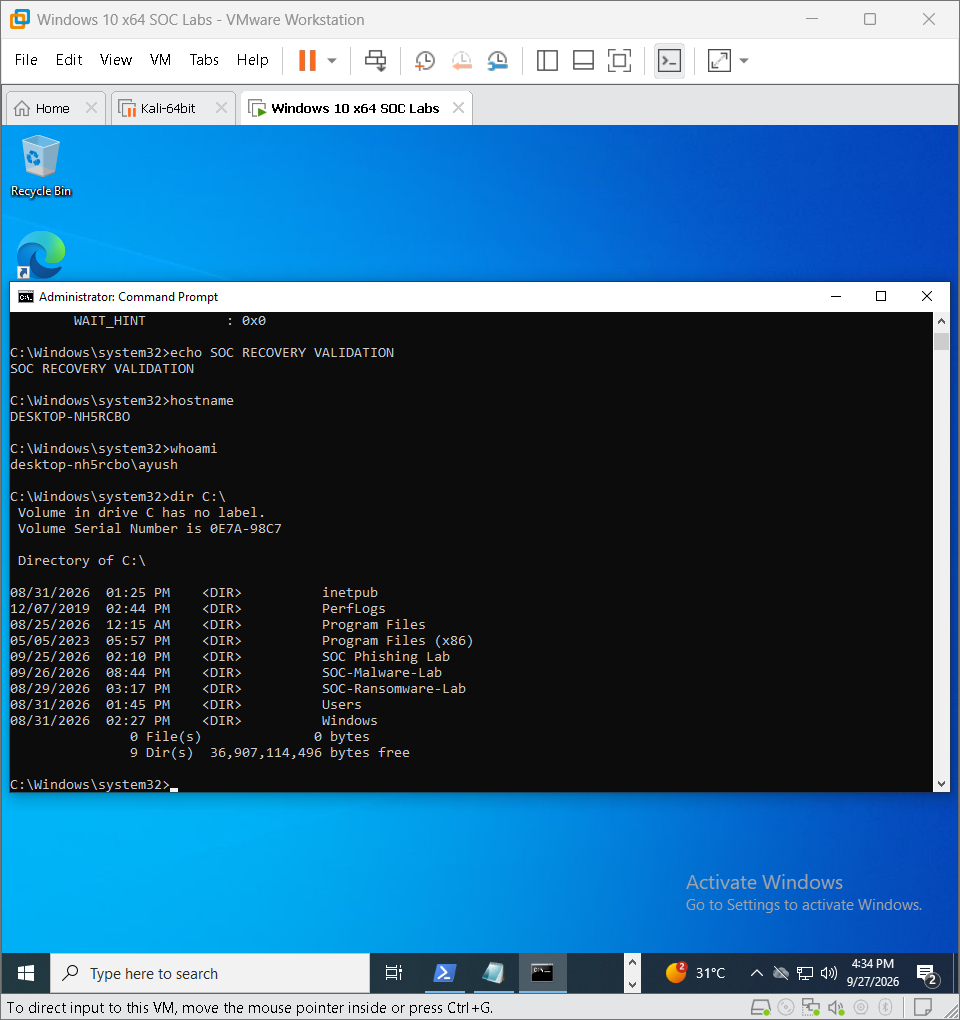 Windows 10 x64 SOC Labs - VMware Workstation
File Edit View VM Tabs Help
Home Kali-64bit Windows 10 x64 SOC Labs
Recycle Bin
Administrator: Command Prompt
WAIT_HINT : 0x0
C:\Windows\system32>echo SOC RECOVERY VALIDATION
SOC RECOVERY VALIDATION
C:\Windows\system32>hostname
DESKTOP-NH5RCBO
C:\Windows\system32>whoami
desktop-nh5rcbo\ayush
C:\Windows\system32>dir C:\
Volume in drive C has no label.
Volume Serial Number is 0E7A-98C7
Directory of C:\
08/31/2026 01:25 PM <DIR> inetpub
12/07/2019 02:44 PM <DIR> PerfLogs
08/25/2026 12:15 AM <DIR> Program Files
05/05/2023 05:57 PM <DIR> Program Files (x86)
09/25/2026 02:10 PM <DIR> SOC Phishing Lab
09/26/2026 08:44 PM <DIR> SOC-Malware-Lab
08/29/2026 03:17 PM <DIR> SOC-Ransomware-Lab
08/31/2026 01:45 PM <DIR> Users
08/31/2026 02:27 PM <DIR> Windows
0 File(s) 0 bytes
9 Dir(s) 36,907,114,496 bytes free
C:\Windows\system32>
Activate Windows
Go to Settings to activate Windows.
Type here to search
2
31°C
4:34 PM
9/27/2026
2
To direct input to this VM, move the mouse pointer inside or press Ctrl+G.